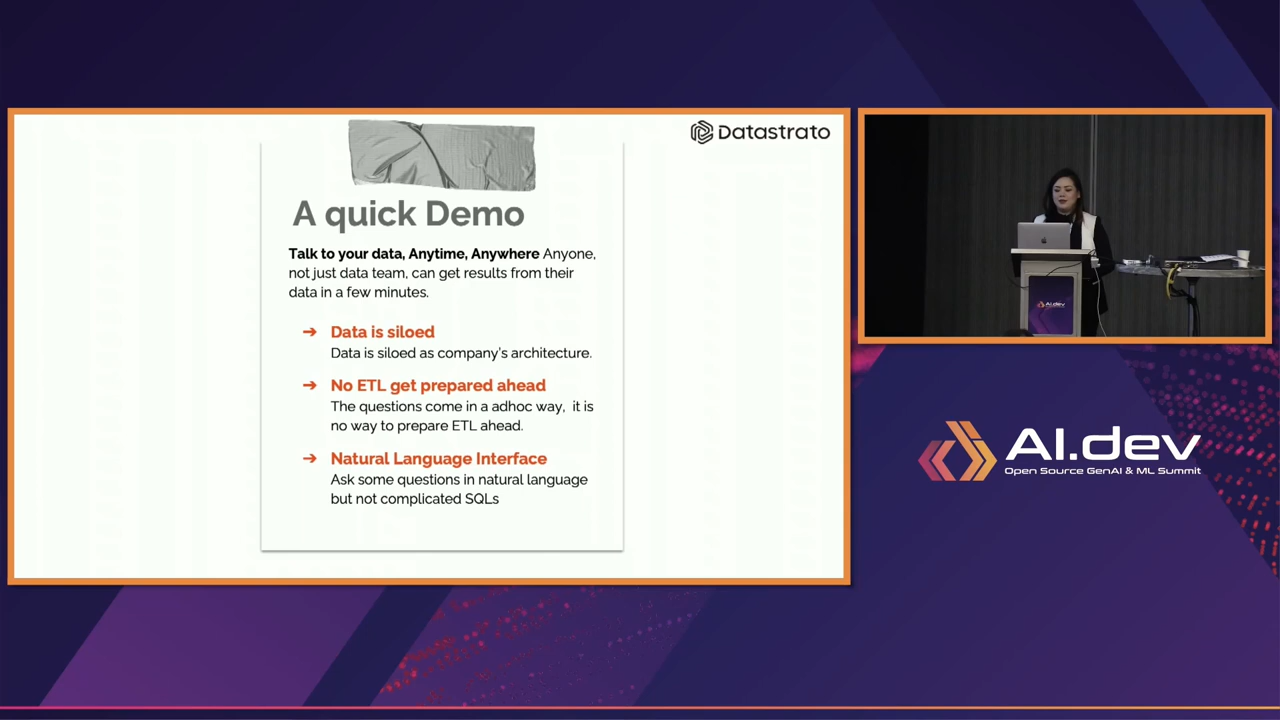 Datastrato
A quick Demo
Talk to your data, Anytime, Anywhere Anyone,
not just data team, can get results from their
data in a few minutes.
➔ Data is siloed
Data is siloed as company's architecture.
➔ No ETL get prepared ahead
The questions come in a adhoc way, it is
no way to prepare ETL ahead.
➔ Natural Language Interface
Ask some questions in natural language
but not complicated SQLs
AI.dev
AI.dev
Open Source GenAI & ML Summit